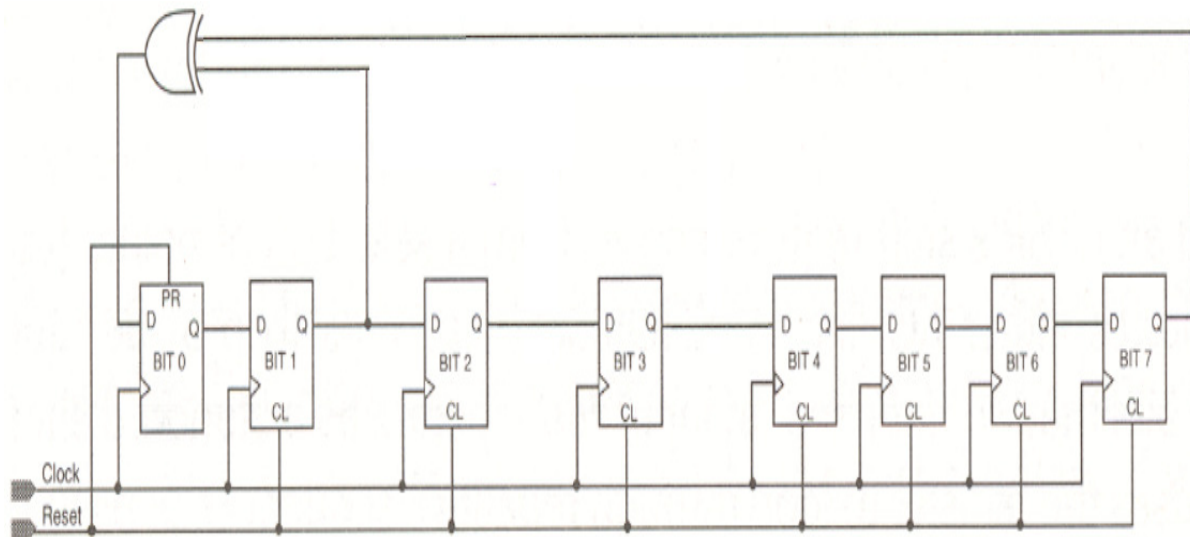 PR
D Q
BIT 0
D Q
BIT 1
CL
D Q
BIT 2
CL
D Q
BIT 3
CL
D Q
BIT 4
CL
D Q
BIT 5
CL
D Q
BIT 6
CL
D Q
BIT 7
CL
Clock
Reset